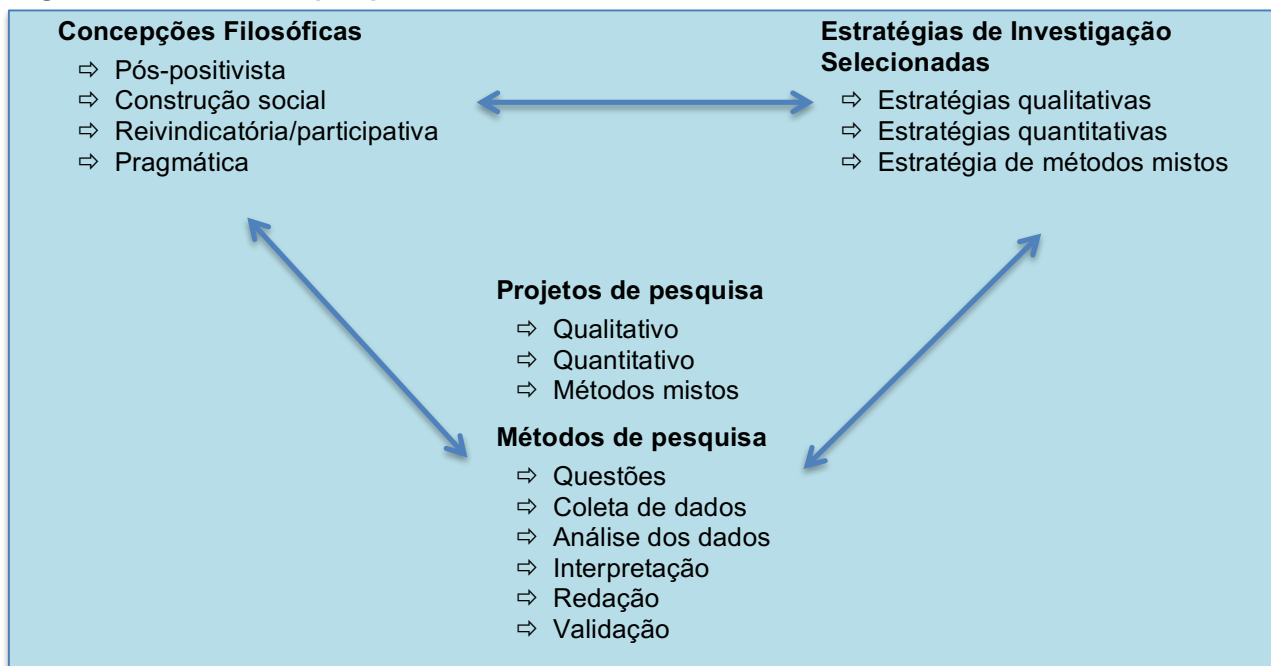 Concepções Filosóficas
⇨ Pós-positivista
⇨ Construção social
⇨ Reivindicatória/participativa
⇨ Pragmática
Estratégias de Investigação
Selecionadas
⇨ Estratégias qualitativas
⇨ Estratégias quantitativas
⇨ Estratégia de métodos mistos
Projetos de pesquisa
⇨ Qualitativo
⇨ Quantitativo
⇨ Métodos mistos
Métodos de pesquisa
⇨ Questões
⇨ Coleta de dados
⇨ Análise dos dados
⇨ Interpretação
⇨ Redação
⇨ Validação